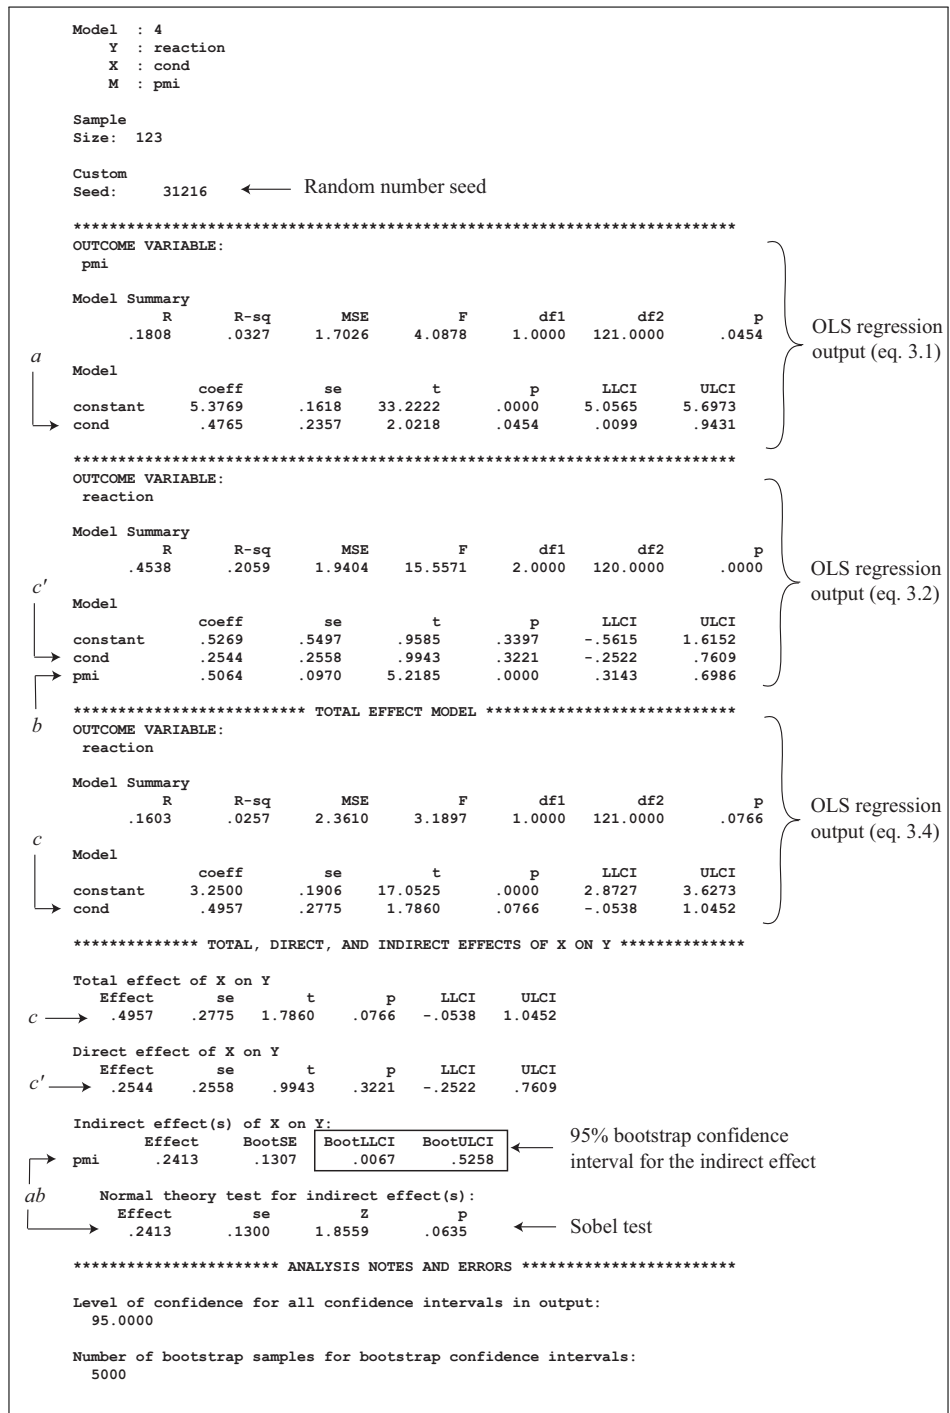 Model : 4
Y : reaction
X : cond
M : pmi
Sample
Size: 123
Custom
Seed: 31216 Random number seed
**************************************************************************
OUTCOME VARIABLE:
pmi
Model Summary
R R-sq MSE F df1 df2 p
.1808 .0327 1.7026 4.0878 1.0000 121.0000 .0454
OLS regression
output (eq. 3.1)
a
Model
coeff se t p LLCI ULCI
constant 5.3769 .1618 33.2222 .0000 5.0565 5.6973
cond .4765 .2357 2.0218 .0454 .0099 .9431
**************************************************************************
OUTCOME VARIABLE:
reaction
Model Summary
R R-sq MSE F df1 df2 p
.4538 .2059 1.9404 15.5571 2.0000 120.0000 .0000
OLS regression
output (eq. 3.2)
c′
Model
coeff se t p LLCI ULCI
constant .5269 .5497 .9585 .3397 -.5615 1.6152
cond .2544 .2558 .9943 .3221 -.2522 .7609
pmi .5064 .0970 5.2185 .0000 .3143 .6986
b
************************** TOTAL EFFECT MODEL ****************************
OUTCOME VARIABLE:
reaction
Model Summary
R R-sq MSE F df1 df2 p
.1603 .0257 2.3610 3.1897 1.0000 121.0000 .0766
OLS regression
output (eq. 3.4)
c
Model
coeff se t p LLCI ULCI
constant 3.2500 .1906 17.0525 .0000 2.8727 3.6273
cond .4957 .2775 1.7860 .0766 -.0538 1.0452
************** TOTAL, DIRECT, AND INDIRECT EFFECTS OF X ON Y **************
Total effect of X on Y
Effect se t p LLCI ULCI
c .4957 .2775 1.7860 .0766 -.0538 1.0452
Direct effect of X on Y
Effect se t p LLCI ULCI
c′ .2544 .2558 .9943 .3221 -.2522 .7609
Indirect effect(s) of X on Y:
Effect BootSE BootLLCI BootULCI
pmi .2413 .1307 .0067 .5258
95% bootstrap confidence
interval for the indirect effect
ab
Normal theory test for indirect effect(s):
Effect se Z p
.2413 .1300 1.8559 .0635 Sobel test
*********************** ANALYSIS NOTES AND ERRORS ************************
Level of confidence for all confidence intervals in output:
95.0000
Number of bootstrap samples for bootstrap confidence intervals:
5000